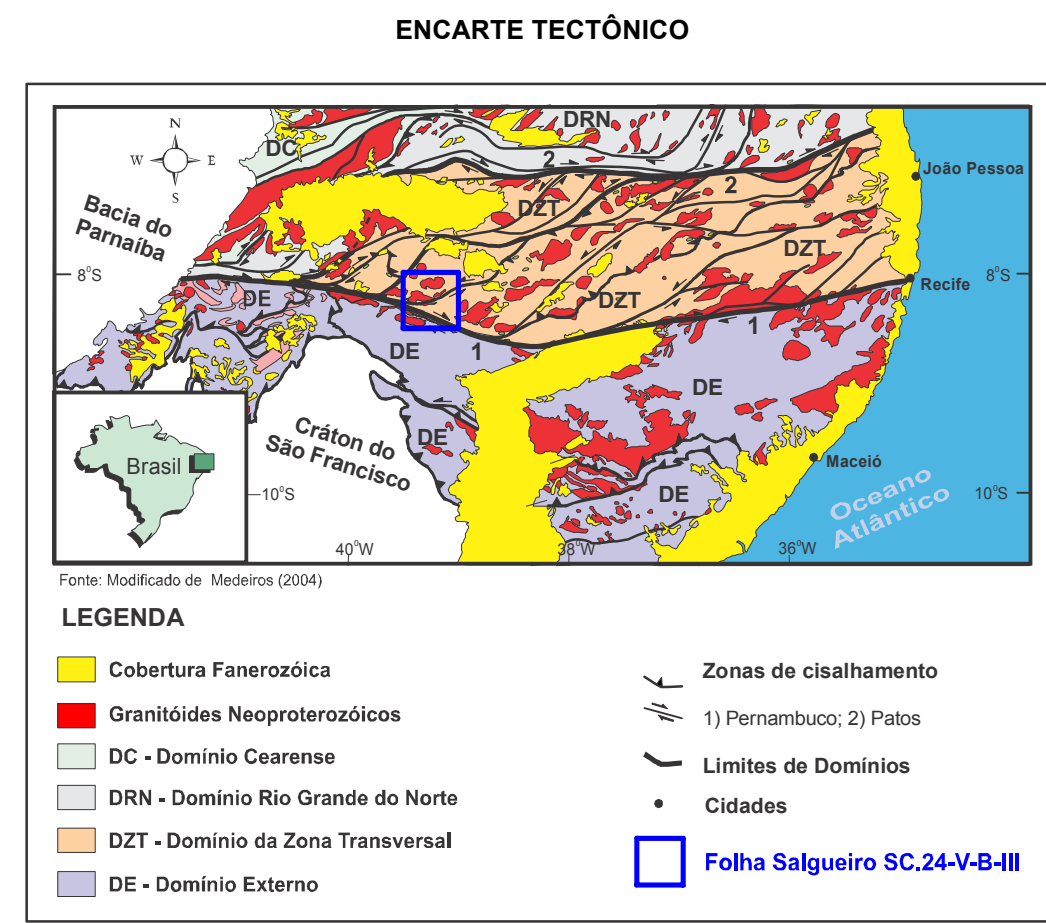 ENCARTE TECTÔNICO
N
W E
S
DC
DRN
2
2
João Pessoa
Bacia do
Parnaíba
DZT
DZT
8°S
8°S
Recife
DE
DZT
1
1
DE
DE
DE
Cráton do
São Francisco
Maceió
DE
Brasil
10°S
10°S
Oceano
Atlântico
40°W
38°W
36°W
Fonte: Modificado de Medeiros (2004)
LEGENDA
Cobertura Fanerozóica
Granitóides Neoproterozóicos
DC - Domínio Cearense
DRN - Domínio Rio Grande do Norte
DZT - Domínio da Zona Transversal
DE - Domínio Externo
Zonas de cisalhamento
1) Pernambuco; 2) Patos
Limites de Domínios
Cidades
Folha Salgueiro SC.24-V-B-III